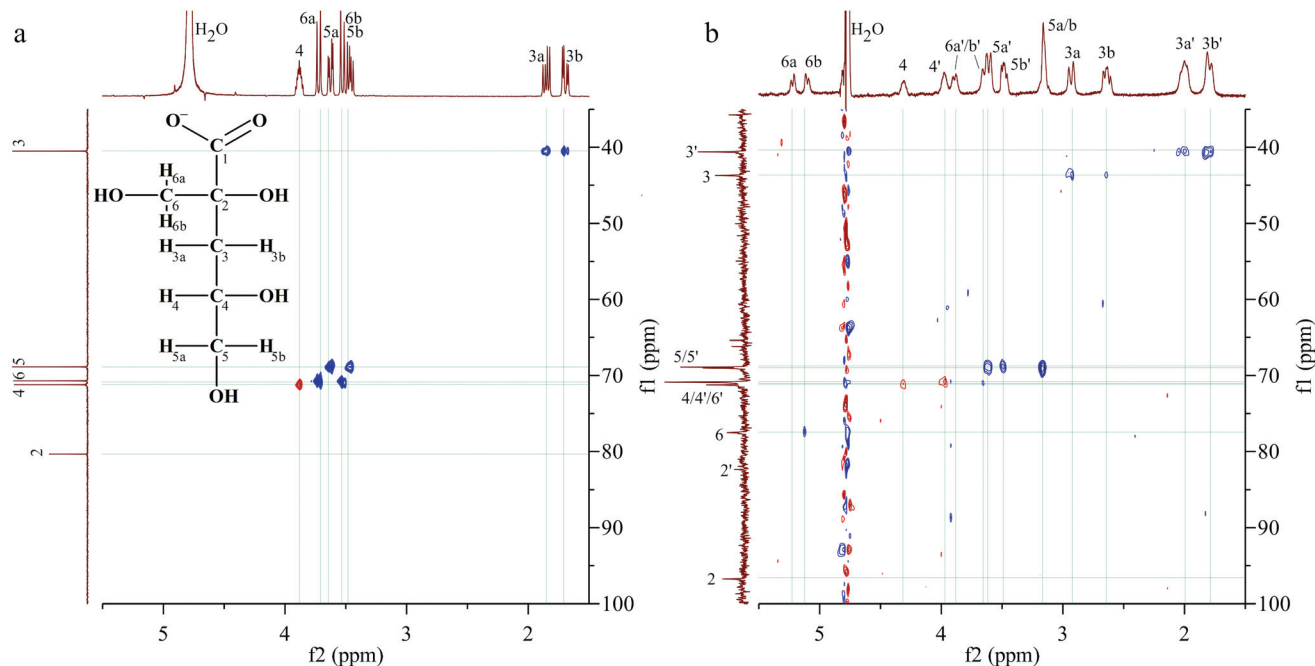 a
H₂O
6a
5a
6b
5b
4
3a
3b
O⁻
C₁
O
H₆ₐ
HO
C₆
C₂
OH
H₆b
H₃ₐ
C₃
H₃b
H₄
C₄
OH
H₅ₐ
C₅
H₅b
OH
3
5
6
4
2
40
50
60
70
80
90
100
f1 (ppm)
5
4
3
2
f2 (ppm)
b
6a
6b
H₂O
4
4'
6a'/b'
5a'
5b'
5a/b
3a
3b
3a'
3b'
3'
3
5/5'
4/4'/6'
6
2'
2
40
50
60
70
80
90
100
f1 (ppm)
5
4
3
2
f2 (ppm)